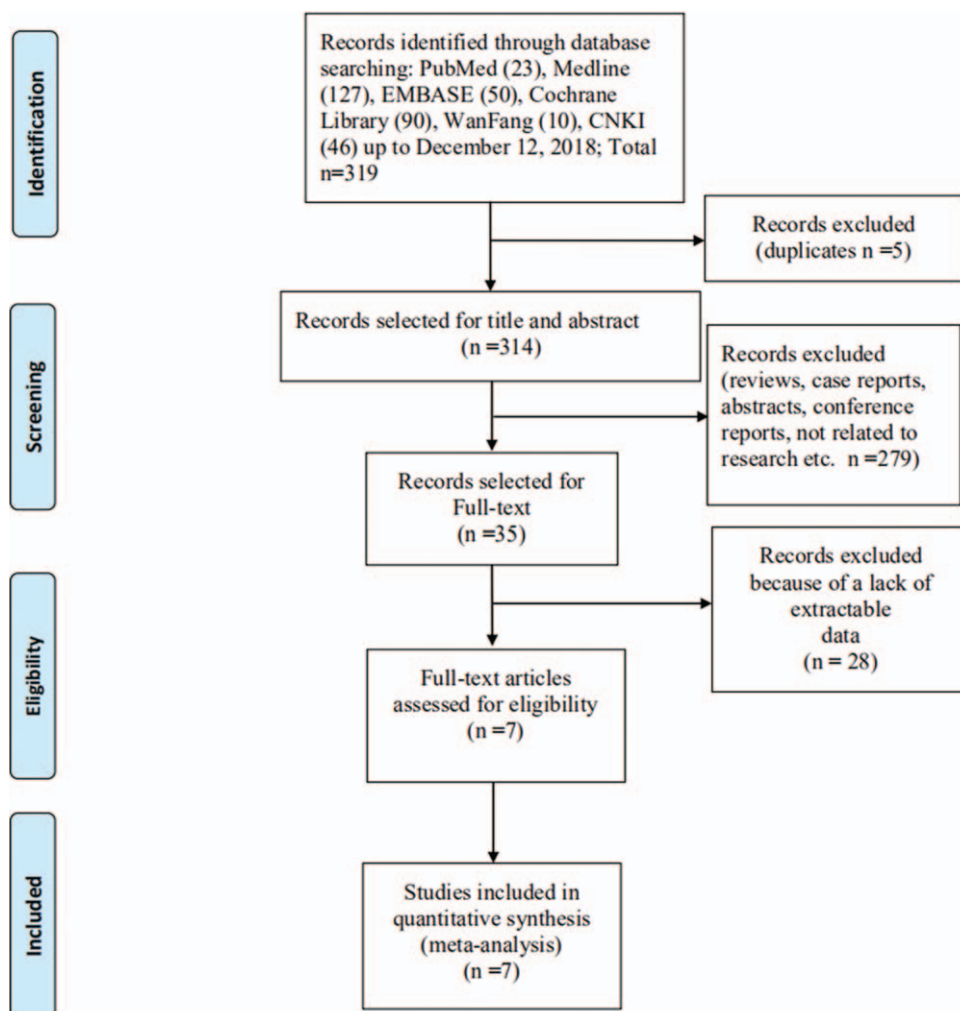 Identification
Records identified through database
searching: PubMed (23), Medline
(127), EMBASE (50), Cochrane
Library (90), WanFang (10), CNKI
(46) up to December 12, 2018; Total
n=319
Records excluded
(duplicates n =5)
Screening
Records selected for title and abstract
(n =314)
Records excluded
(reviews, case reports,
abstracts, conference
reports, not related to
research etc. n =279)
Records selected for
Full-text
(n =35)
Eligibility
Records excluded
because of a lack of
extractable
data
(n = 28)
Full-text articles
assessed for eligibility
(n =7)
Included
Studies included in
quantitative synthesis
(meta-analysis)
(n =7)